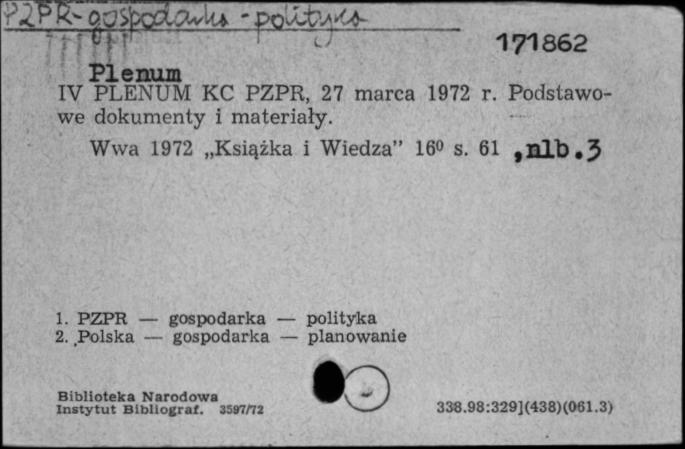 PZPR - gospodarka - polityka
171862
Plenum
IV PLENUM KC PZPR, 27 marca 1972 r. Podstawo-
we dokumenty i materiały.
Wwa 1972 „Książka i Wiedza” 16⁰ s. 61 , nlb. 3
1. PZPR — gospodarka — polityka
2. Polska — gospodarka — planowanie
Biblioteka Narodowa
Instytut Bibliograf. 3597/72
338.98:329](438)(061.3)